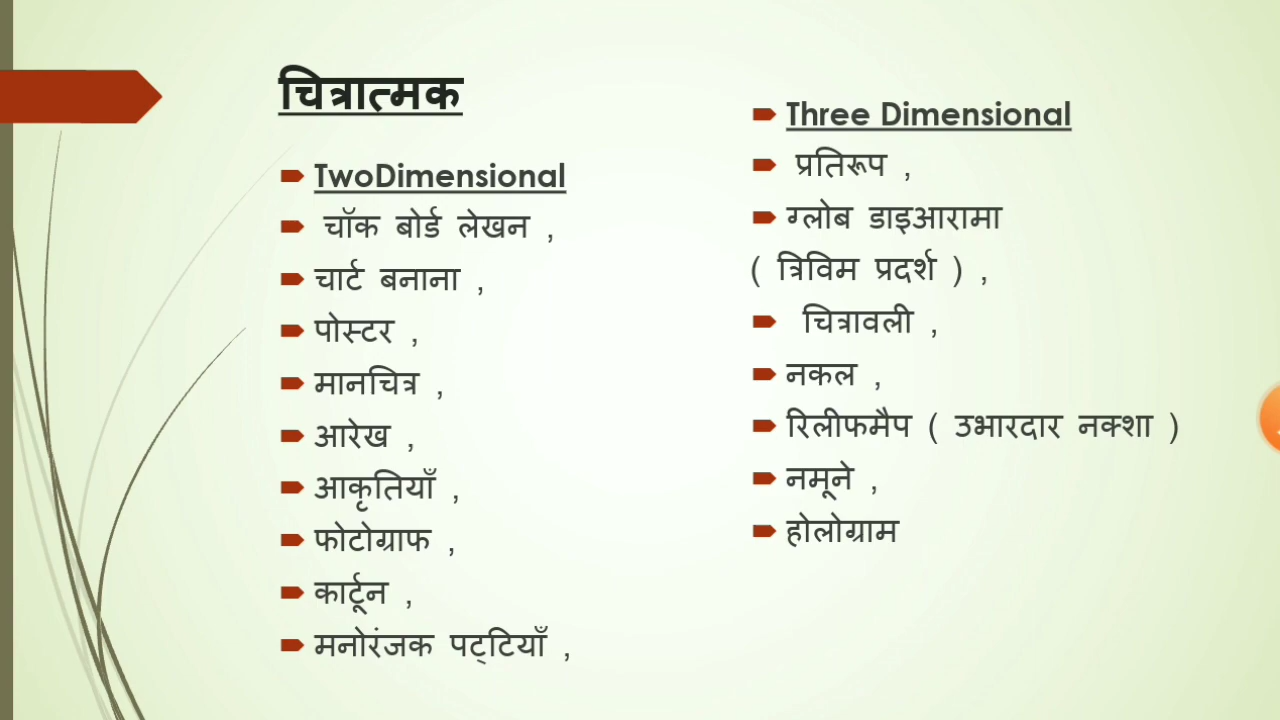 चित्रात्मक
TwoDimensional
चॉक बोर्ड लेखन ,
चार्ट बनाना ,
पोस्टर ,
मानचित्र ,
आरेख ,
आकृतियाँ ,
फोटोग्राफ ,
कार्टून ,
मनोरंजक पट्टियाँ ,
Three Dimensional
प्रतिरूप ,
ग्लोब डाइआरामा
( त्रिविम प्रदर्श ) ,
चित्रावली ,
नकल ,
रिलीफमैप ( उभारदार नक्शा )
नमूने ,
होलोग्राम